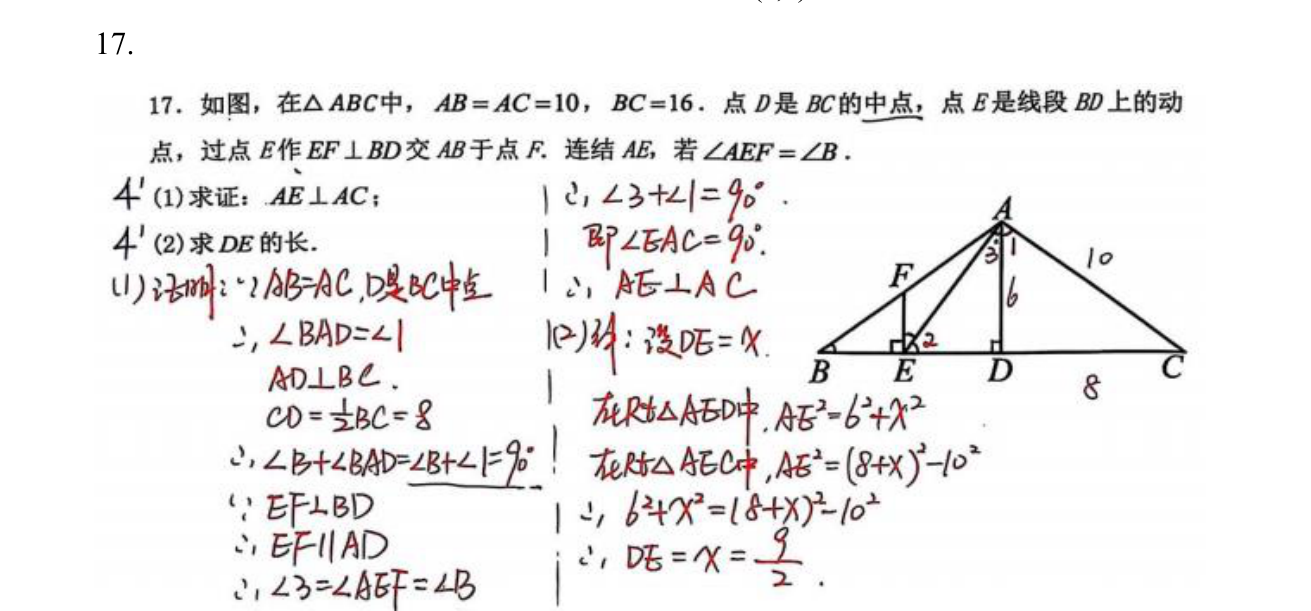 17.
17. 如图，在△ABC中，AB=AC=10，BC=16．点D是BC的中点，点E是线段BD上的动
点，过点E作EF⊥BD交AB于点F．连结AE，若∠AEF=∠B．
4' (1)求证：AE⊥AC；
4' (2)求DE的长．
(1)证明：∵AB=AC，D是BC中点
∴∠BAD=∠1
AD⊥BC．
CD=½BC=8
∴∠B+∠BAD=∠B+∠1=90°
∵EF⊥BD
∴EF∥AD
∴∠3=∠AEF=∠B
∴∠3+∠1=90°．
即∠EAC=90°．
∴AE⊥AC
(2)解：设DE=x．
在Rt△AED中，AE²=6²+x²
在Rt△AEC中，AE²=(8+x)²-10²
∴6²+x²=(8+x)²-10²
∴DE=x=9/2．
A
3 1
10
F
6
2
B E D C
8